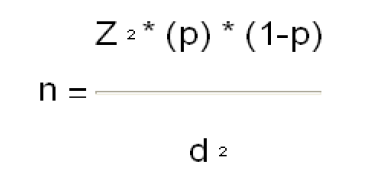 Z ² * (p) * (1-p)
n =
d ²